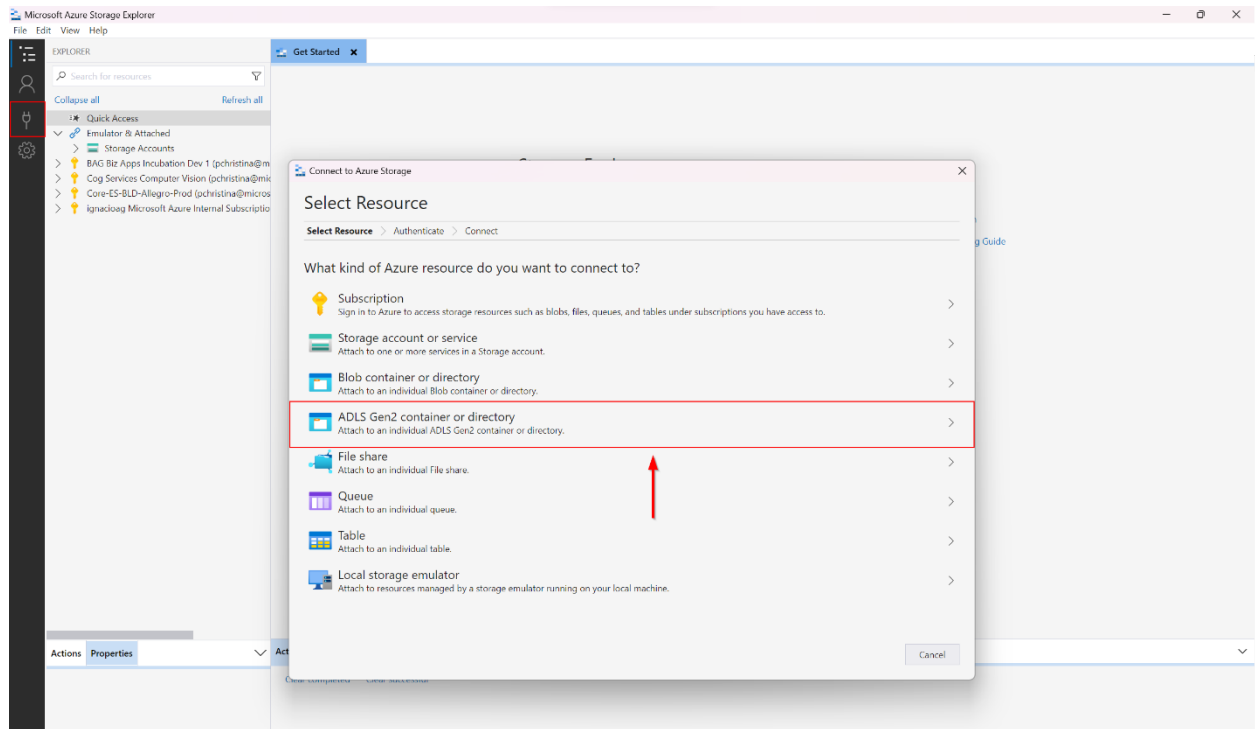 Microsoft Azure Storage Explorer
File Edit View Help
EXPLORER
Get Started
Search for resources
Collapse all Refresh all
Quick Access
Emulator & Attached
Storage Accounts
BAG Biz Apps Incubation Dev 1 (pchristina@m
Cog Services Computer Vision (pchristina@mic
Core-ES-BLD-Allegro-Prod (pchristina@micros
ignacioag Microsoft Azure Internal Subscriptio
g Guide
Connect to Azure Storage
Select Resource
Select Resource > Authenticate > Connect
What kind of Azure resource do you want to connect to?
Subscription
Sign in to Azure to access storage resources such as blobs, files, queues, and tables under subscriptions you have access to.
Storage account or service
Attach to one or more services in a Storage account.
Blob container or directory
Attach to an individual Blob container or directory.
ADLS Gen2 container or directory
Attach to an individual ADLS Gen2 container or directory.
File share
Attach to an individual File share.
Queue
Attach to an individual queue.
Table
Attach to an individual table.
Local storage emulator
Attach to resources managed by a storage emulator running on your local machine.
Cancel
Actions Properties
Act
Clear completed Clear successful